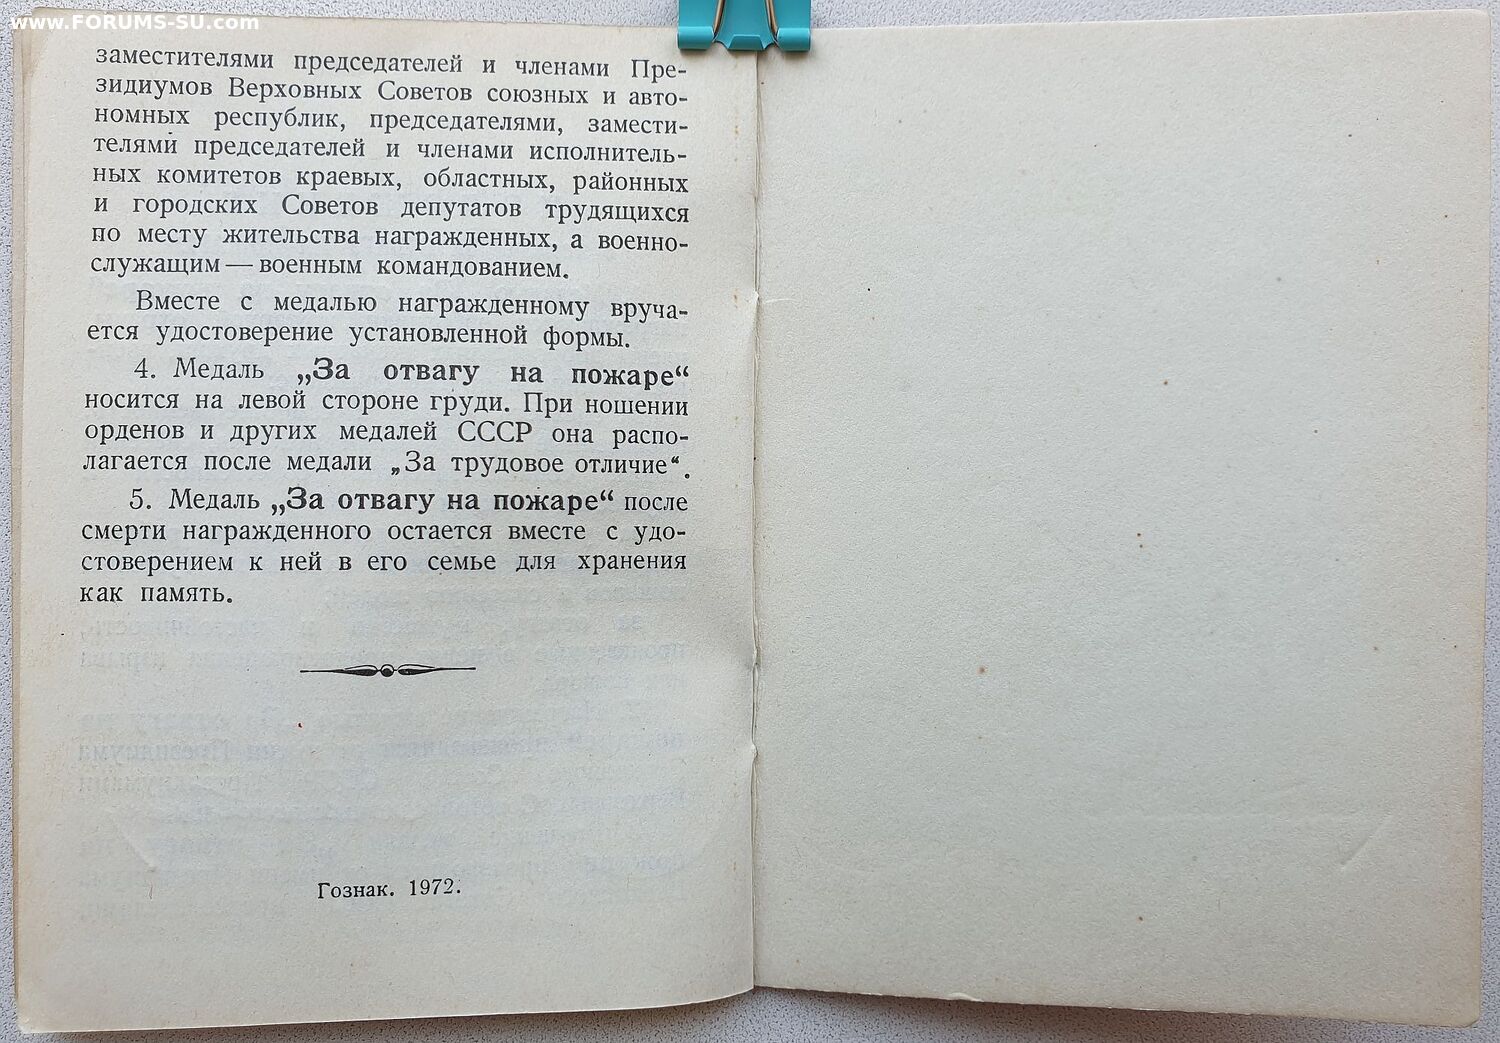 www.FORUMS-SU.com
заместителями председателей и членами Пре-
зидиумов Верховных Советов союзных и авто-
номных республик, председателями, замести-
телями председателей и членами исполнитель-
ных комитетов краевых, областных, районных
и городских Советов депутатов трудящихся
по месту жительства награжденных, а военно-
служащим — военным командованием.
Вместе с медалью награжденному вруча-
ется удостоверение установленной формы.
4. Медаль „За отвагу на пожаре“
носится на левой стороне груди. При ношении
орденов и других медалей СССР она распо-
лагается после медали „За трудовое отличие“.
5. Медаль „За отвагу на пожаре“ после
смерти награжденного остается вместе с удо-
стоверением к ней в его семье для хранения
как память.
Гознак. 1972.